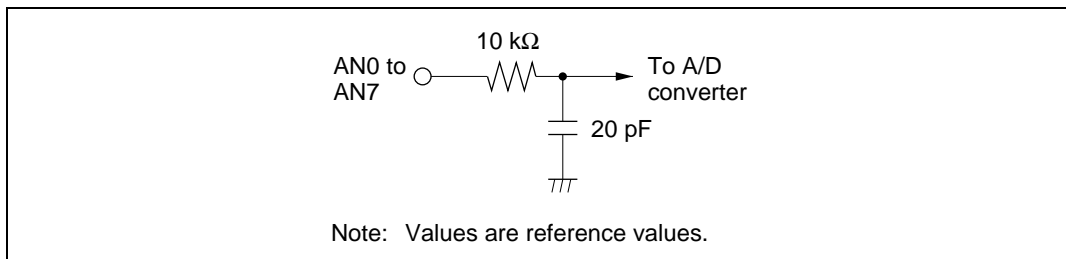 10 kΩ
AN0 to
AN7
To A/D
converter
20 pF
Note: Values are reference values.